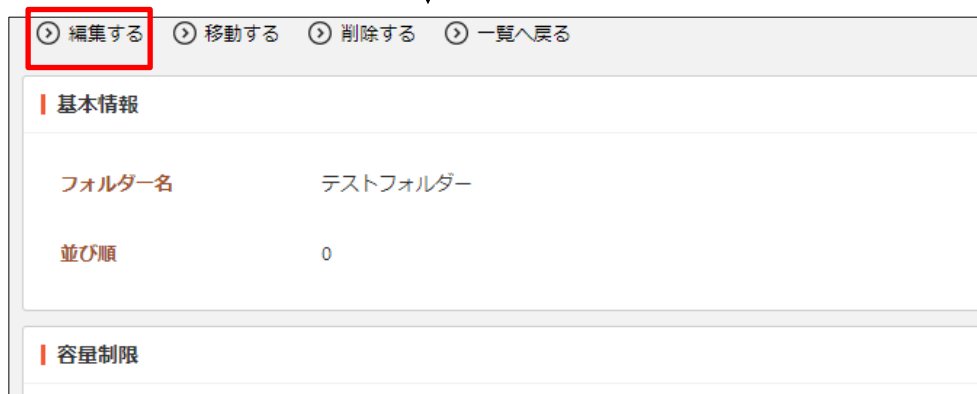 編集する 移動する 削除する 一覧へ戻る
基本情報
フォルダー名 テストフォルダー
並び順 0
容量制限